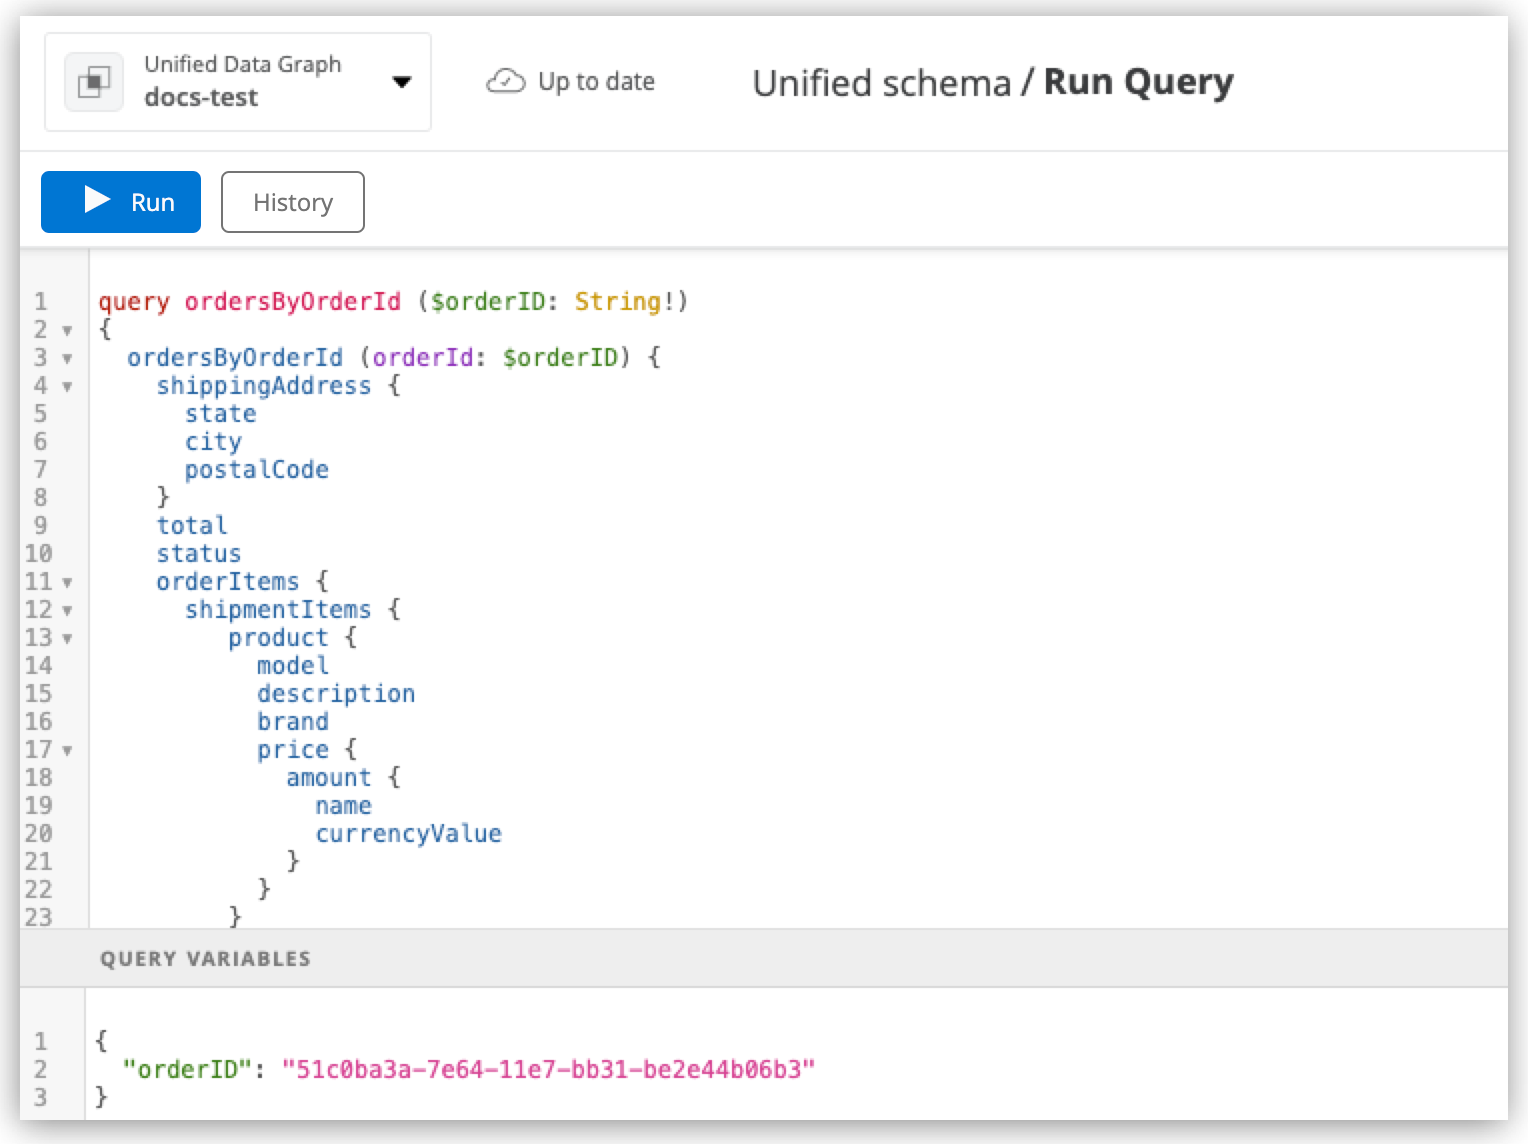 Unified Data Graph
docs-test
Up to date
Unified schema / Run Query
Run
History
1 query ordersByOrderId ($orderID: String!)
2 {
3   ordersByOrderId (orderId: $orderID) {
4     shippingAddress {
5       state
6       city
7       postalCode
8     }
9     total
10     status
11     orderItems {
12       shipmentItems {
13          product {
14            model
15            description
16            brand
17            price {
18              amount {
19                name
20                currencyValue
21              }
22            }
23          }
QUERY VARIABLES
1 {
2   "orderID": "51c0ba3a-7e64-11e7-bb31-be2e44b06b3"
3 }